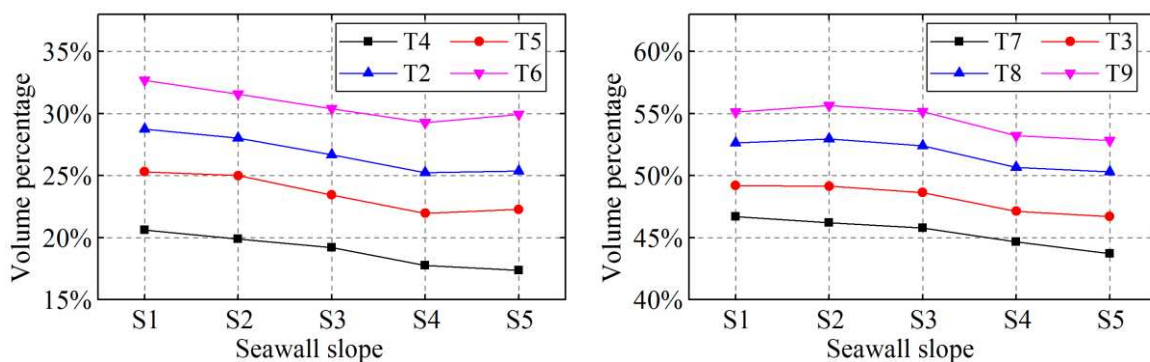 35%
30%
25%
20%
15%
Volume percentage
T4 T5
T2 T6
S1 S2 S3 S4 S5
Seawall slope
60%
55%
50%
45%
40%
Volume percentage
T7 T3
T8 T9
S1 S2 S3 S4 S5
Seawall slope